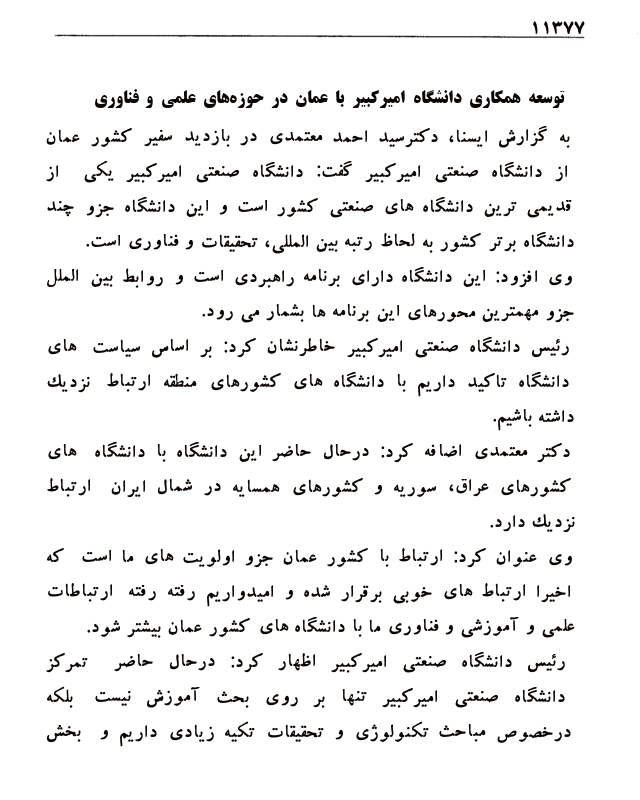 ۱۱۳۷۷
توسعه همکاری دانشگاه امیرکبیر با عمان در حوزه‌های علمی و فناوری
به گزارش ایسنا، دکترسید احمد معتمدی در بازدید سفیر کشور عمان
از دانشگاه صنعتی امیرکبیر گفت: دانشگاه صنعتی امیرکبیر یکی از
قدیمی ترین دانشگاه های صنعتی کشور است و این دانشگاه جزو چند
دانشگاه برتر کشور به لحاظ رتبه بین المللی، تحقیقات و فناوری است.
وی افزود: این دانشگاه دارای برنامه راهبردی است و روابط بین الملل
جزو مهمترین محورهای این برنامه ها بشمار می رود.
رئیس دانشگاه صنعتی امیرکبیر خاطرنشان کرد: بر اساس سیاست های
دانشگاه تاکید داریم با دانشگاه های کشورهای منطقه ارتباط نزدیك
داشته باشیم.
دکتر معتمدی اضافه کرد: درحال حاضر این دانشگاه با دانشگاه های
کشورهای عراق، سوریه و کشورهای همسایه در شمال ایران ارتباط
نزدیك دارد.
وی عنوان کرد: ارتباط با کشور عمان جزو اولویت های ما است که
اخیرا ارتباط های خوبی برقرار شده و امیدواریم رفته رفته ارتباطات
علمی و آموزشی و فناوری ما با دانشگاه های کشور عمان بیشتر شود.
رئیس دانشگاه صنعتی امیرکبیر اظهار کرد: درحال حاضر تمرکز
دانشگاه صنعتی امیرکبیر تنها بر روی بحث آموزش نیست بلکه
درخصوص مباحث تکنولوژی و تحقیقات تکیه زیادی داریم و بخش